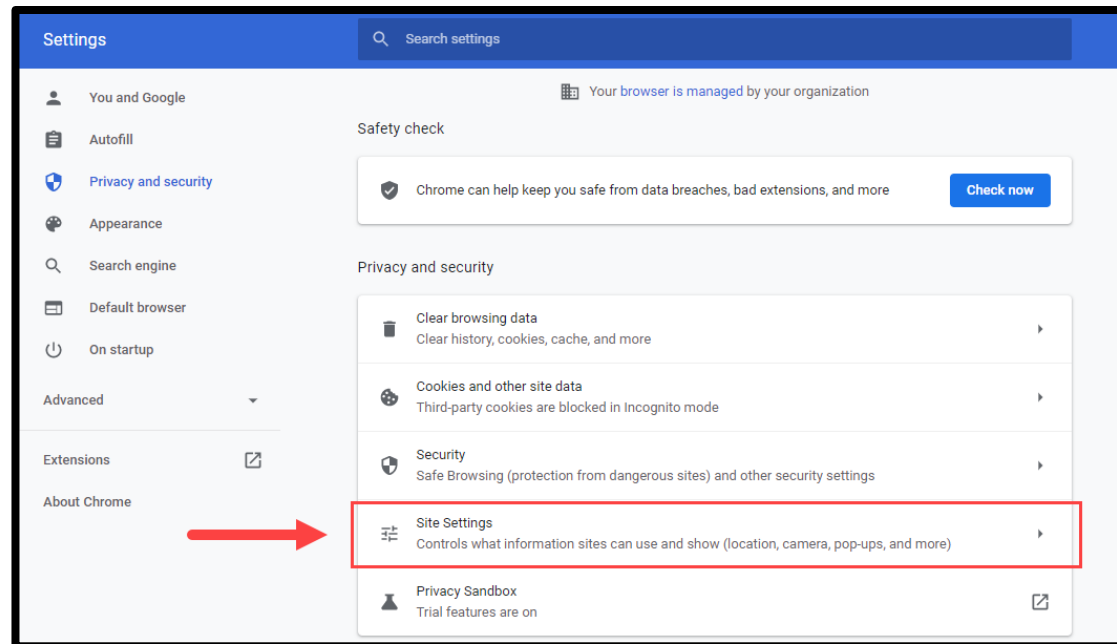 Settings
Search settings
You and Google
Autofill
Privacy and security
Appearance
Search engine
Default browser
On startup
Advanced
Extensions
About Chrome
Your browser is managed by your organization
Safety check
Chrome can help keep you safe from data breaches, bad extensions, and more
Check now
Privacy and security
Clear browsing data
Clear history, cookies, cache, and more
Cookies and other site data
Third-party cookies are blocked in Incognito mode
Security
Safe Browsing (protection from dangerous sites) and other security settings
Site Settings
Controls what information sites can use and show (location, camera, pop-ups, and more)
Privacy Sandbox
Trial features are on